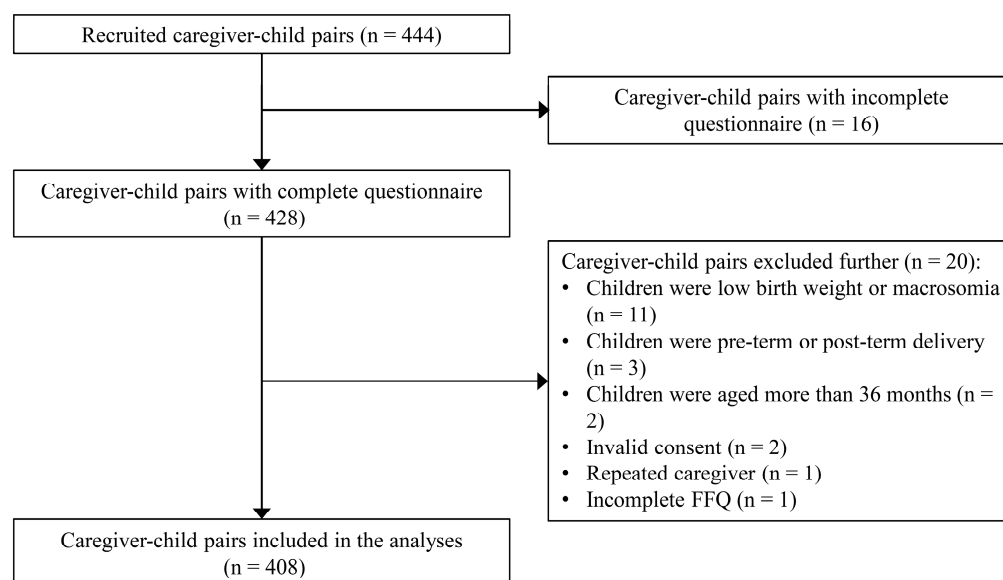 Recruited caregiver-child pairs (n = 444)
Caregiver-child pairs with incomplete
questionnaire (n = 16)
Caregiver-child pairs with complete questionnaire
(n = 428)
Caregiver-child pairs excluded further (n = 20):
• Children were low birth weight or macrosomia
(n = 11)
• Children were pre-term or post-term delivery
(n = 3)
• Children were aged more than 36 months (n =
2)
• Invalid consent (n = 2)
• Repeated caregiver (n = 1)
• Incomplete FFQ (n = 1)
Caregiver-child pairs included in the analyses
(n = 408)